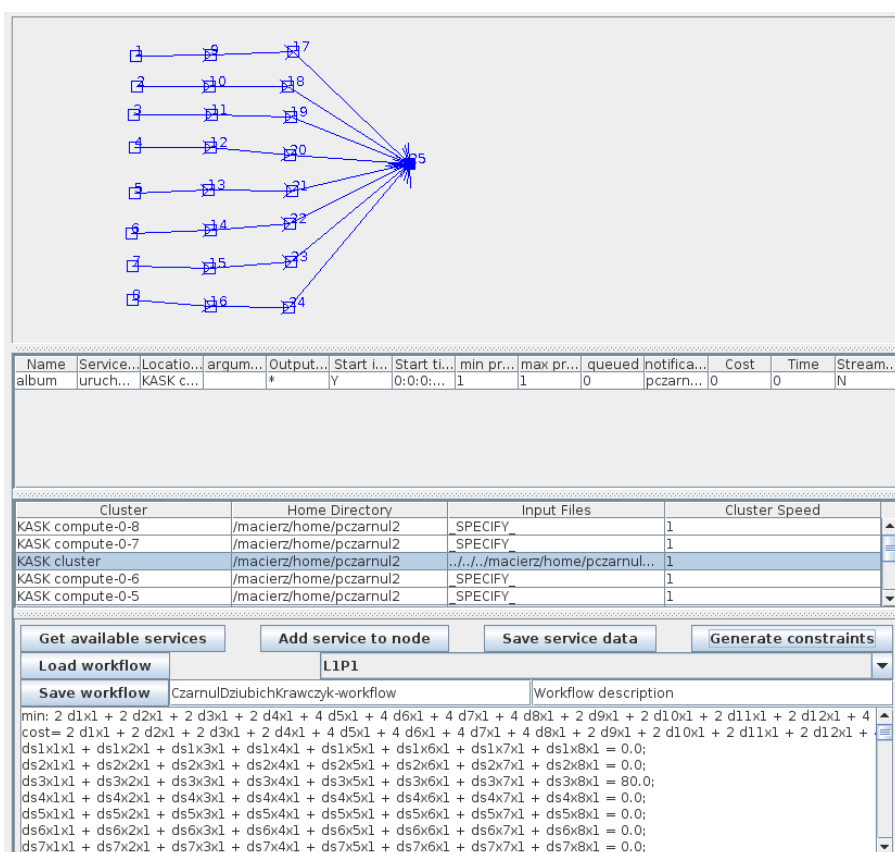 1 9 17
2 10 18
3 11 19
4 12 20 25
5 13 21
6 14 22
7 15 23
8 16 24
Name Service... Locatio... argum... Output... Start i... Start ti... min pr... max pr... queued notifica... Cost Time Stream...
album uruch... KASK c... * Y 0:0:0:... 1 1 0 pczarn... 0 0 N
Cluster Home Directory Input Files Cluster Speed
KASK compute-0-8 /macierz/home/pczarnul2 _SPECIFY_ 1
KASK compute-0-7 /macierz/home/pczarnul2 _SPECIFY_ 1
KASK cluster /macierz/home/pczarnul2 ../../../macierz/home/pczarnul... 1
KASK compute-0-6 /macierz/home/pczarnul2 _SPECIFY_ 1
KASK compute-0-5 /macierz/home/pczarnul2 _SPECIFY_ 1
Get available services Add service to node Save service data Generate constraints
Load workflow L1P1
Save workflow CzarnulDziubichKrawczyk-workflow Workflow description
min: 2 d1x1 + 2 d2x1 + 2 d3x1 + 2 d4x1 + 4 d5x1 + 4 d6x1 + 4 d7x1 + 4 d8x1 + 2 d9x1 + 2 d10x1 + 2 d11x1 + 2 d12x1 + 4
cost= 2 d1x1 + 2 d2x1 + 2 d3x1 + 2 d4x1 + 4 d5x1 + 4 d6x1 + 4 d7x1 + 4 d8x1 + 2 d9x1 + 2 d10x1 + 2 d11x1 + 2 d12x1 +
ds1x1x1 + ds1x2x1 + ds1x3x1 + ds1x4x1 + ds1x5x1 + ds1x6x1 + ds1x7x1 + ds1x8x1 = 0.0;
ds2x1x1 + ds2x2x1 + ds2x3x1 + ds2x4x1 + ds2x5x1 + ds2x6x1 + ds2x7x1 + ds2x8x1 = 0.0;
ds3x1x1 + ds3x2x1 + ds3x3x1 + ds3x4x1 + ds3x5x1 + ds3x6x1 + ds3x7x1 + ds3x8x1 = 80.0;
ds4x1x1 + ds4x2x1 + ds4x3x1 + ds4x4x1 + ds4x5x1 + ds4x6x1 + ds4x7x1 + ds4x8x1 = 0.0;
ds5x1x1 + ds5x2x1 + ds5x3x1 + ds5x4x1 + ds5x5x1 + ds5x6x1 + ds5x7x1 + ds5x8x1 = 0.0;
ds6x1x1 + ds6x2x1 + ds6x3x1 + ds6x4x1 + ds6x5x1 + ds6x6x1 + ds6x7x1 + ds6x8x1 = 0.0;
ds7x1x1 + ds7x2x1 + ds7x3x1 + ds7x4x1 + ds7x5x1 + ds7x6x1 + ds7x7x1 + ds7x8x1 = 0.0;